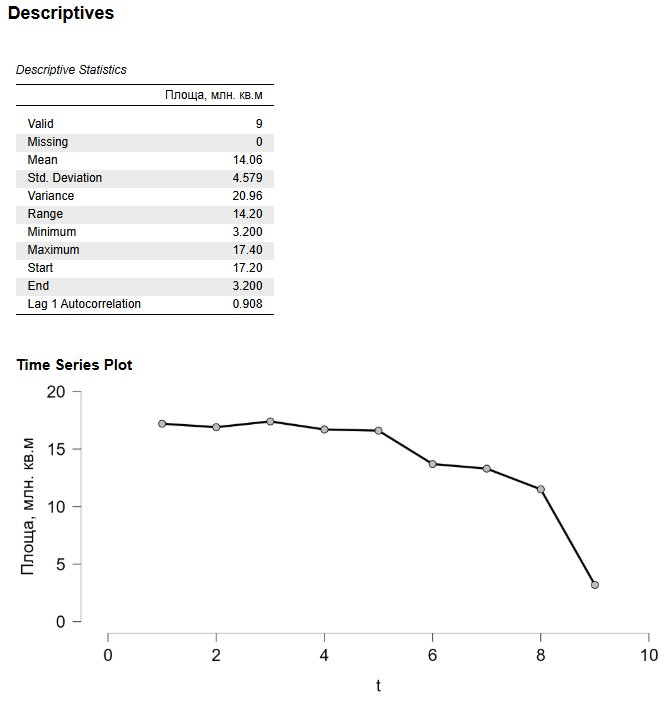 Descriptives
Descriptive Statistics
Площа, млн. кв.м
Valid 9
Missing 0
Mean 14.06
Std. Deviation 4.579
Variance 20.96
Range 14.20
Minimum 3.200
Maximum 17.40
Start 17.20
End 3.200
Lag 1 Autocorrelation 0.908
Time Series Plot
Площа, млн. кв.м
20
15
10
5
0
0 2 4 6 8 10
t